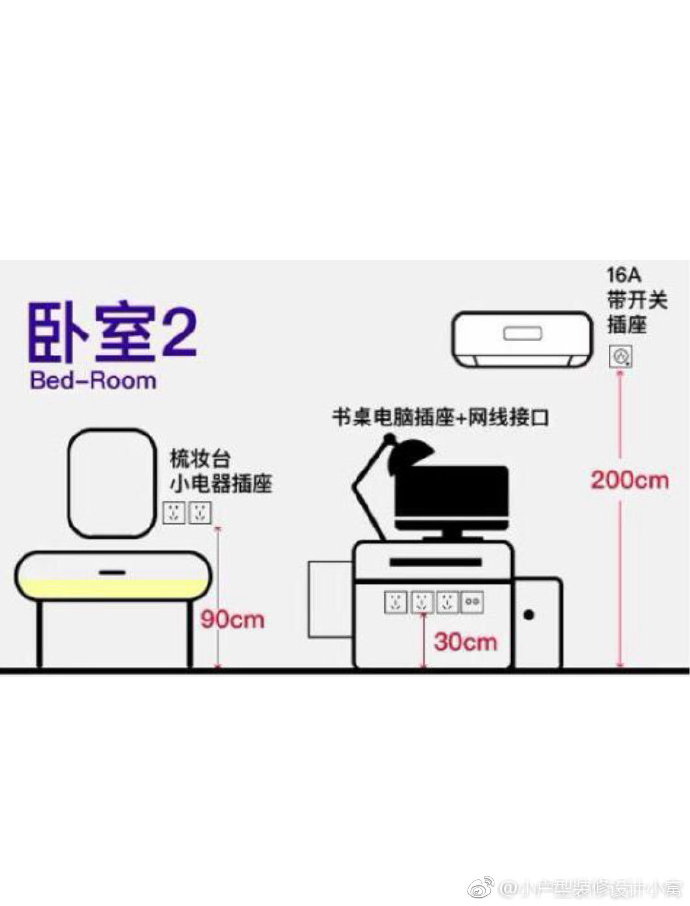 卧室2
Bed-Room
16A
带开关
插座
书桌电脑插座+网线接口
梳妆台
小电器插座
200cm
90cm
30cm
@小户型装修设计小窝